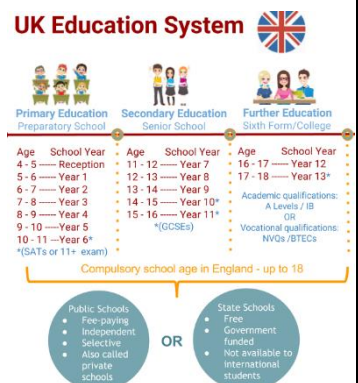 UK Education System
Primary Education
Preparatory School
Age School Year
4 - 5 ----- Reception
5 - 6 ----- Year 1
6 - 7 ----- Year 2
7 - 8 ----- Year 3
8 - 9 ----- Year 4
9 - 10 ----- Year 5
10 - 11 ---Year 6*
*(SATs or 11+ exam)
Secondary Education
Senior School
Age School Year
11 - 12 ----- Year 7
12 - 13 ----- Year 8
13 - 14 ----- Year 9
14 - 15 ----- Year 10*
15 - 16 ----- Year 11*
*(GCSEs)
Further Education
Sixth Form/College
Age School Year
16 - 17 ----- Year 12
17 - 18 ----- Year 13*
Academic qualifications:
A Levels / IB
OR
Vocational qualifications:
NVQs /BTECs
Compulsory school age in England - up to 18
Public Schools
• Fee-paying
• Independent
• Selective
• Also called
private
schools
OR
State Schools
• Free
• Government
funded
• Not available to
international
students